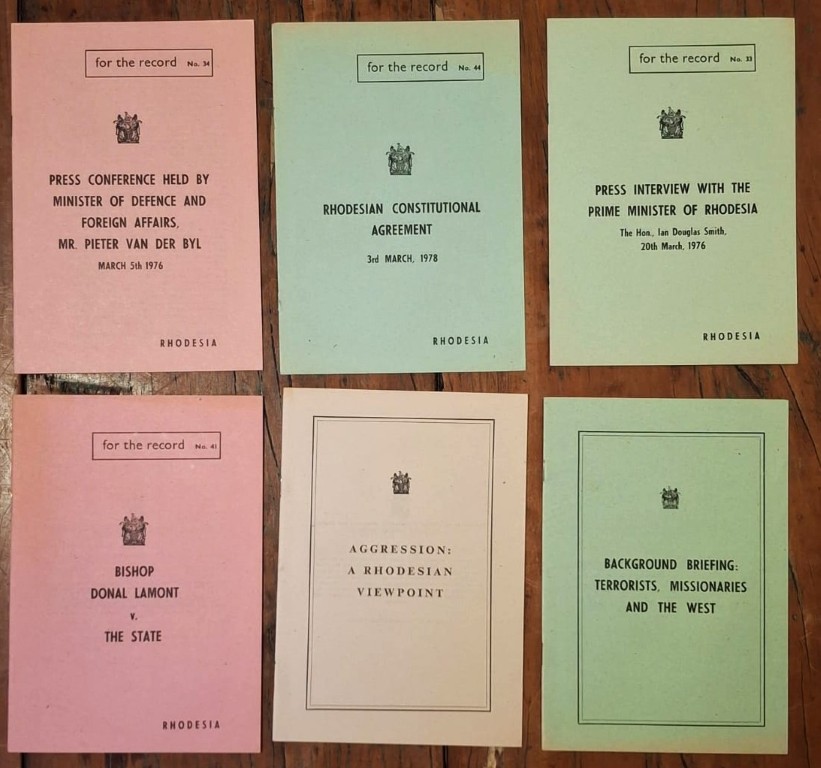 for the record No. 34
PRESS CONFERENCE HELD BY
MINISTER OF DEFENCE AND
FOREIGN AFFAIRS,
MR. PIETER VAN DER BYL
MARCH 5th 1976
RHODESIA
for the record No. 44
RHODESIAN CONSTITUTIONAL
AGREEMENT
3rd MARCH, 1978
RHODESIA
for the record No. 33
PRESS INTERVIEW WITH THE
PRIME MINISTER OF RHODESIA
The Hon., Ian Douglas Smith,
20th March, 1976
RHODESIA
for the record No. 41
BISHOP
DONAL LAMONT
v.
THE STATE
RHODESIA
AGGRESSION:
A RHODESIAN
VIEWPOINT
BACKGROUND BRIEFING:
TERRORISTS, MISSIONARIES
AND THE WEST